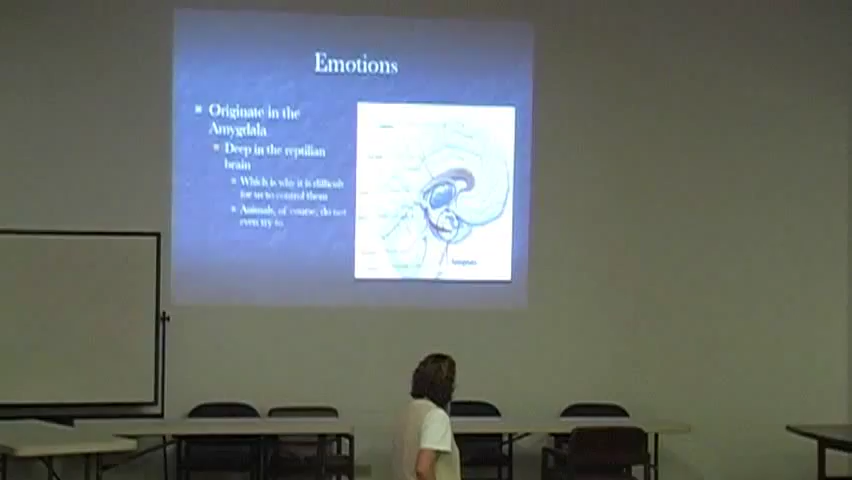 Emotions
Originate in the
Amygdala
Deep in the reptilian
brain
Which is why it is difficult
for us to control them
Animals, of course, do not
even try to